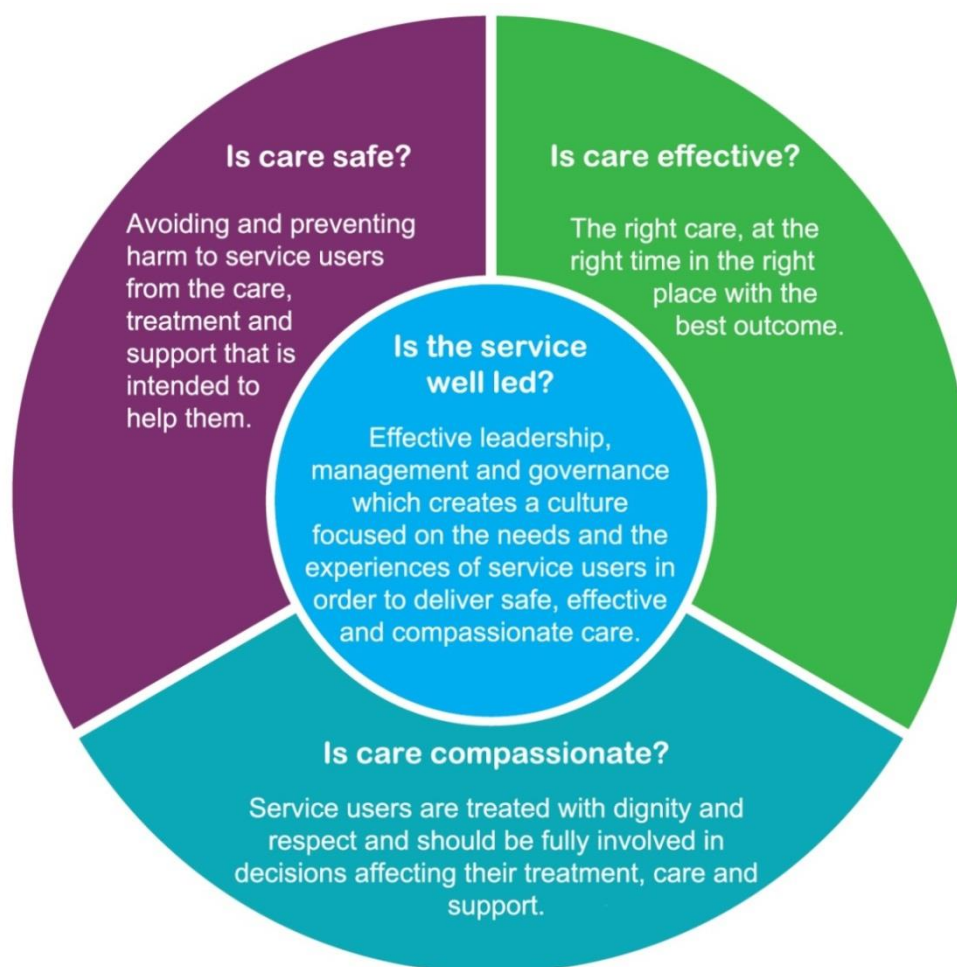 Is care safe?
Avoiding and preventing
harm to service users
from the care,
treatment and
support that is
intended to
help them.
Is care effective?
The right care, at the
right time in the right
place with the
best outcome.
Is the service
well led?
Effective leadership,
management and governance
which creates a culture
focused on the needs and the
experiences of service users in
order to deliver safe, effective
and compassionate care.
Is care compassionate?
Service users are treated with dignity and
respect and should be fully involved in
decisions affecting their treatment, care and
support.